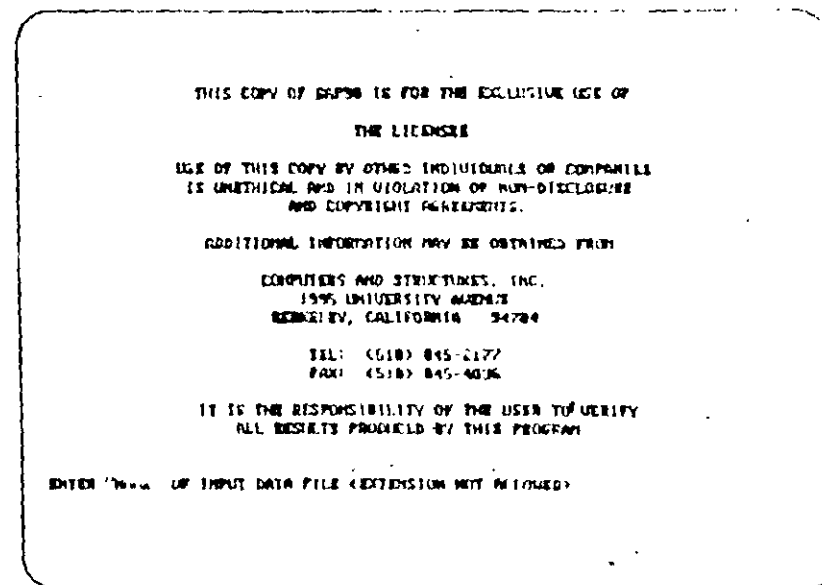 THIS COPY OF SAP90 IS FOR THE EXCLUSIVE USE OF
THE LICENSEE
USE OF THIS COPY BY OTHER INDIVIDUALS OR COMPANIES
IS UNETHICAL AND IN VIOLATION OF NON-DISCLOSURE
AND COPYRIGHT AGREEMENTS.
ADDITIONAL INFORMATION MAY BE OBTAINED FROM
COMPUTERS AND STRUCTURES, INC.
1995 UNIVERSITY AVENUE
BERKELEY, CALIFORNIA 94704
TEL: (510) 845-2177
FAX: (510) 845-4096
IT IS THE RESPONSIBILITY OF THE USER TO VERIFY
ALL RESULTS PRODUCED BY THIS PROGRAM
ENTER OF INPUT DATA FILE (EXTENSION NOT ALLOWED)